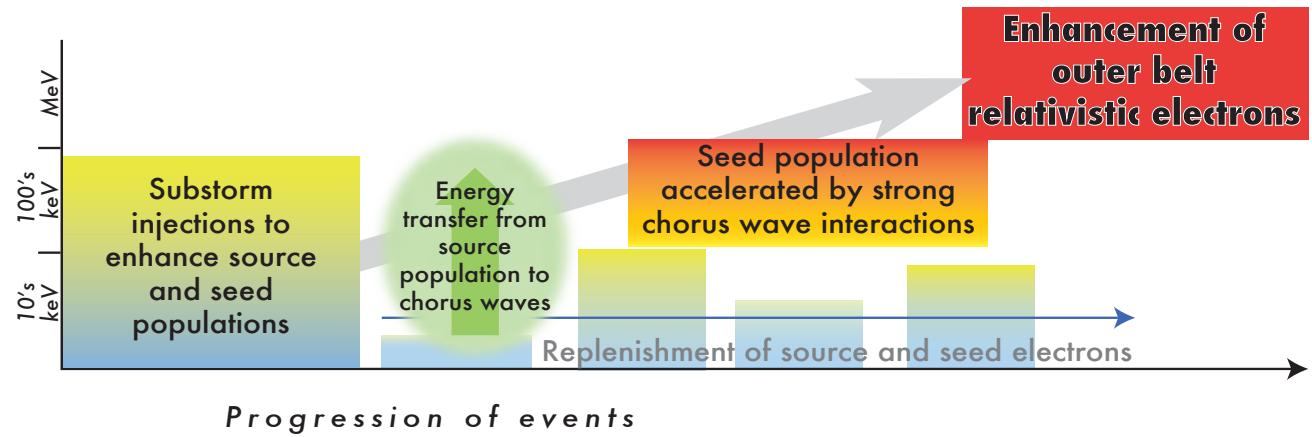 MeV
100's
keV
10's
keV
Substorm
injections to
enhance source
and seed
populations
Energy
transfer from
source
population to
chorus waves
Seed population
accelerated by strong
chorus wave interactions
Enhancement of
outer belt
relativistic electrons
Replenishment of source and seed electrons
Progression of events